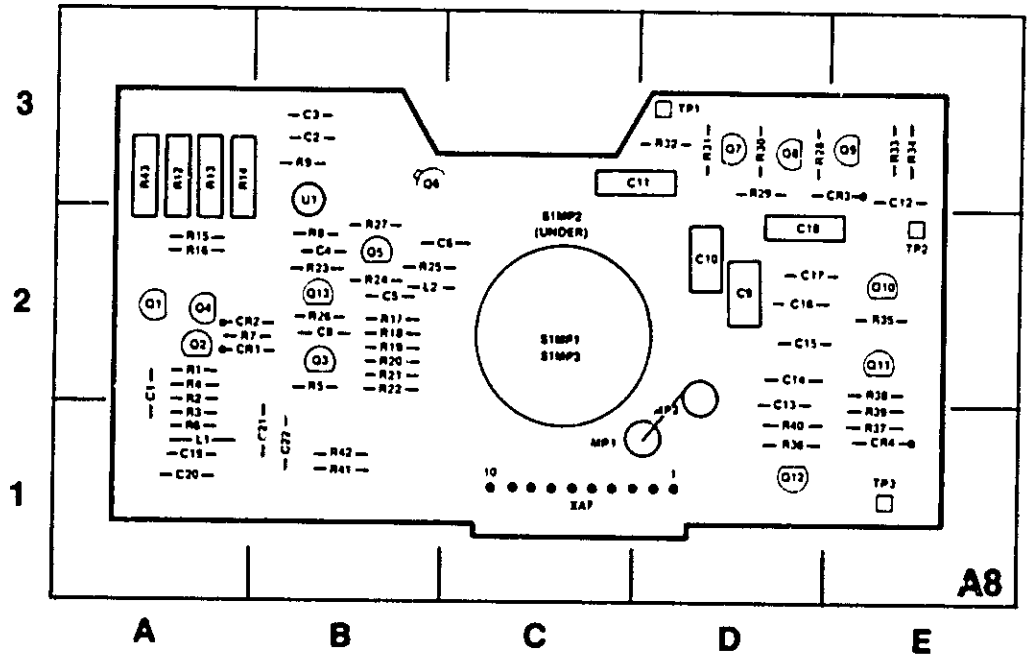 3
C3
C2
R9
U1
R43
R12
R13
R14
Q6
C11
TP1
R32
R31
Q7
R30
Q8
R28
Q9
R33
R34
R29
CR3
C12
R15
R16
R8
C4
R23
R27
Q5
R24
C5
C6
R25
L2
S1MP2
(UNDER)
C10
C9
C18
TP2
2
Q1
Q4
Q2
CR2
R7
CR1
Q13
R26
C8
Q3
R5
R17
R18
R19
R20
R21
R22
S1MP1
S1MP3
C17
C16
C15
C14
Q10
R35
Q11
C1
R1
R4
R2
R3
R6
L1
C19
C20
C21
C22
R42
R41
MP1
C13
R40
R36
Q12
R38
R39
R37
CR4
TP3
1
10
1
A8
A
B
C
D
E